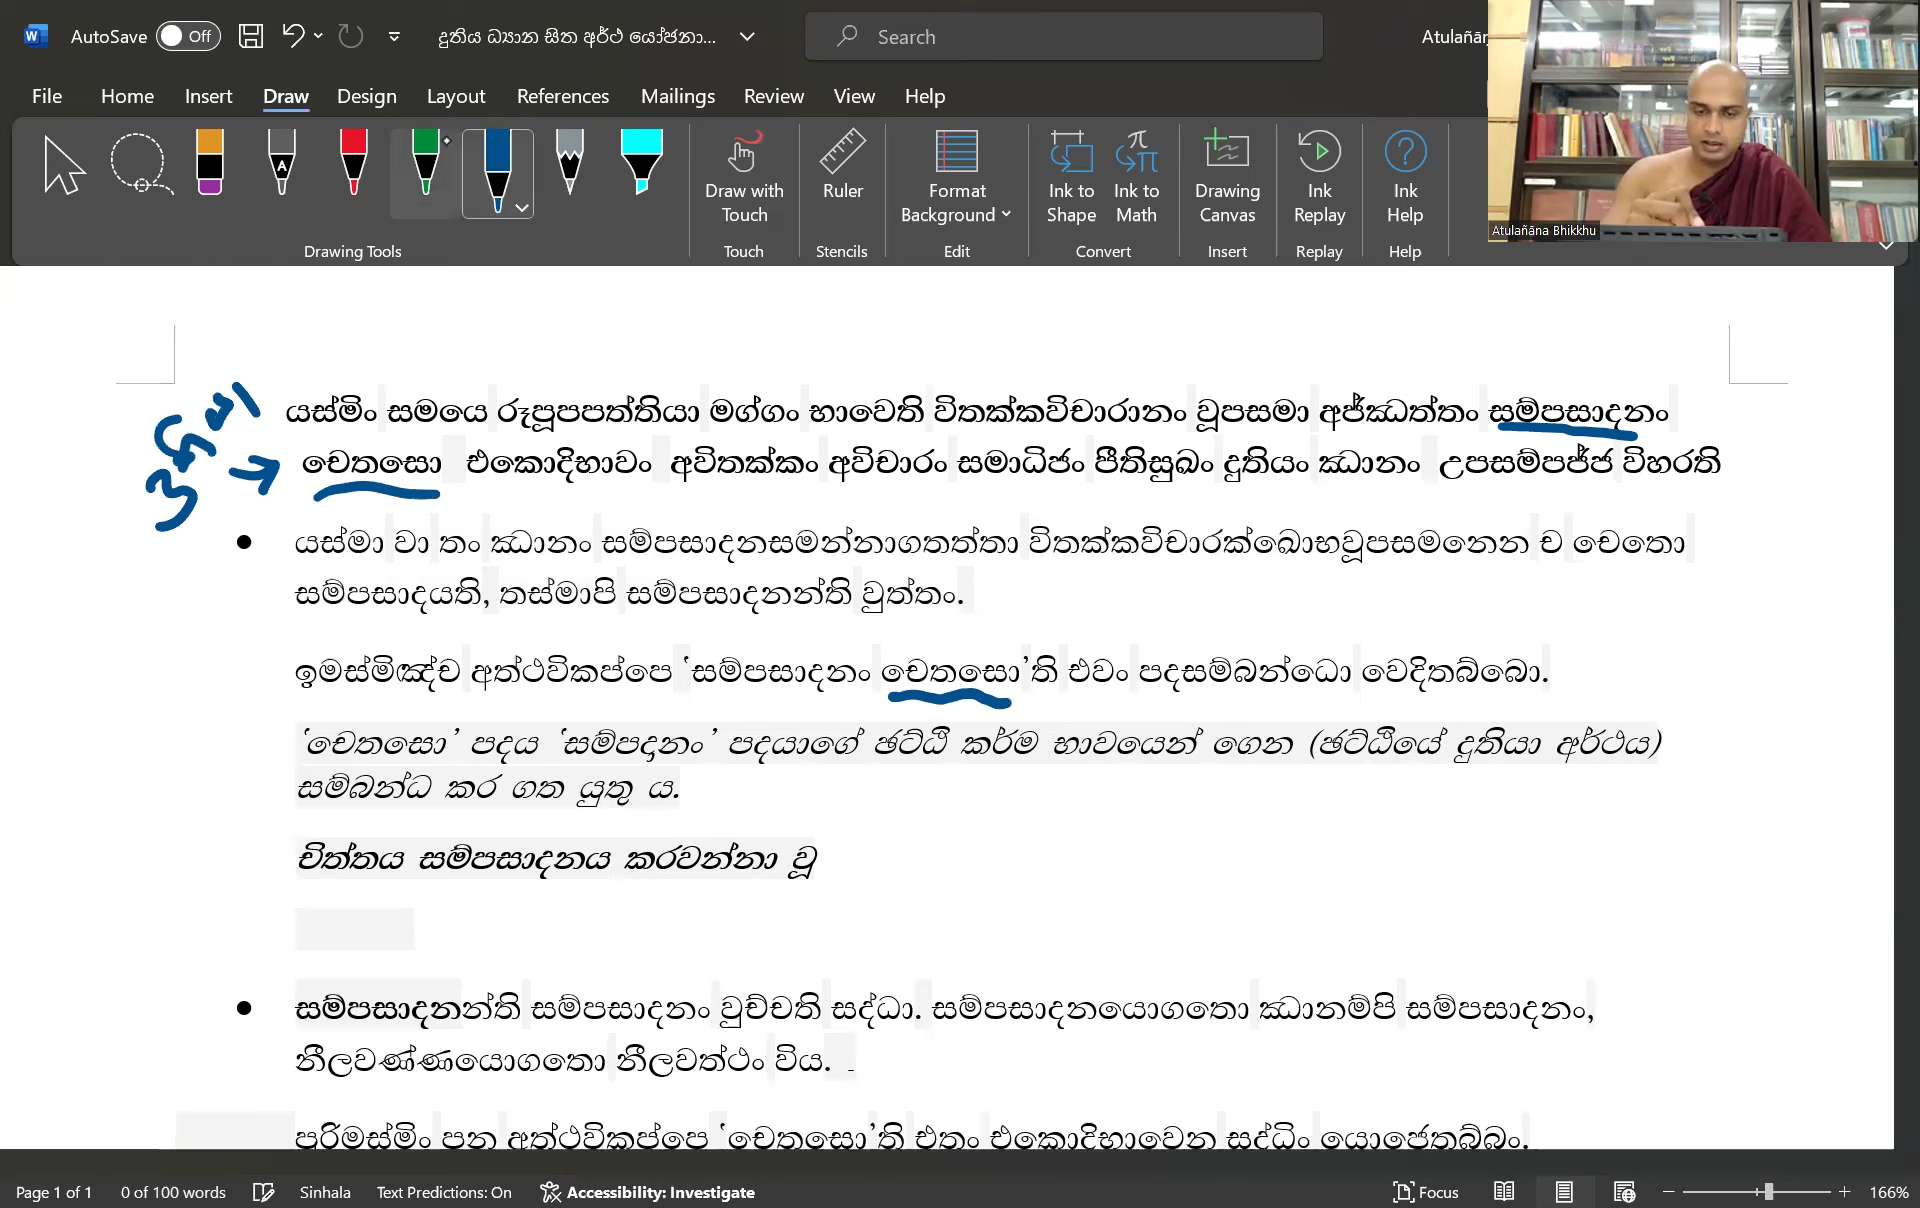 AutoSave Off දුතිය ධ්‍යාන සිත අර්ථ යෝජනා... Search
File Home Insert Draw Design Layout References Mailings Review View Help
Draw with Touch Ruler Format Background Ink to Shape Ink to Math Drawing Canvas Ink Replay Ink Help
Drawing Tools Touch Stencils Edit Convert Insert Replay Help
Atulañāna Bhikkhu
යස්මිං සමයෙ රූපූපපත්තියා මග්ගං භාවෙති විතක්කවිචාරානං වූපසමා අජ්ඣත්තං සම්පසාදනං
චෙතසො එකොදිභාවං අවිතක්කං අවිචාරං සමාධිජං පීතිසුඛං දුතියං ඣානං උපසම්පජ්ජ විහරති
● යස්මා වා තං ඣානං සම්පසාදනසමන්නාගතත්තා විතක්කවිචාරක්ඛොභවූපසමනෙන ච චෙතො
සම්පසාදයති, තස්මාපි සම්පසාදනන්ති වුත්තං.
ඉමස්මිඤ්ච අත්ථවිකප්පෙ ‘සම්පසාදනං චෙතසො’ති එවං පදසම්බන්ධො වෙදිතබ්බො.
‘චෙතසො’ පදය ‘සම්පදනං’ පදයාගේ ඡට්ඨි කර්ම භාවයෙන් ගෙන (ඡට්ඨියේ දුතියා අර්ථය)
සම්බන්ධ කර ගත යුතු ය.
චිත්තය සම්පසාදනය කරවන්නා වූ
● සම්පසාදනන්ති සම්පසාදනං වුච්චති සද්ධා. සම්පසාදනයොගතො ඣානම්පි සම්පසාදනං,
නීලවණ්ණයොගතො නීලවත්ථං විය.
පුරිමස්මිං පන අත්ථවිකප්පෙ ‘චෙතසො’ති එතං එකොදිභාවෙන සද්ධිං යොජෙතබ්බං.
Page 1 of 1 0 of 100 words Sinhala Text Predictions: On Accessibility: Investigate Focus 166%